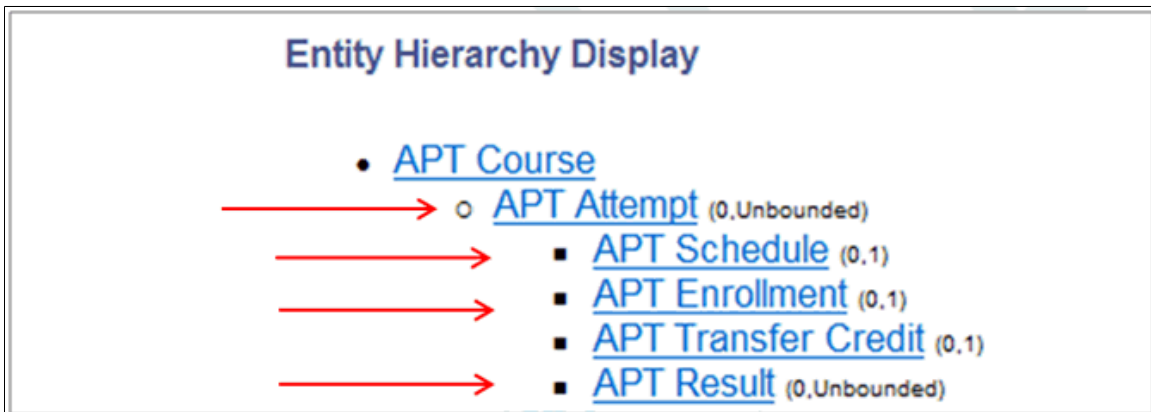 Entity Hierarchy Display
APT Course
APT Attempt (0,Unbounded)
APT Schedule (0,1)
APT Enrollment (0,1)
APT Transfer Credit (0,1)
APT Result (0,Unbounded)